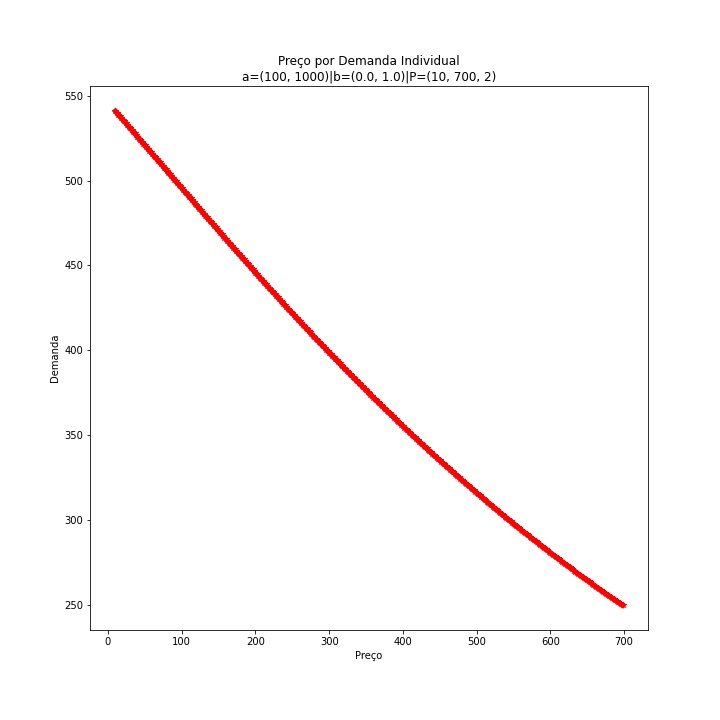 Preço por Demanda Individual
a=(100, 1000)|b=(0.0, 1.0)|P=(10, 700, 2)
550
500
450
400
350
300
250
Demanda
0 100 200 300 400 500 600 700
Preço